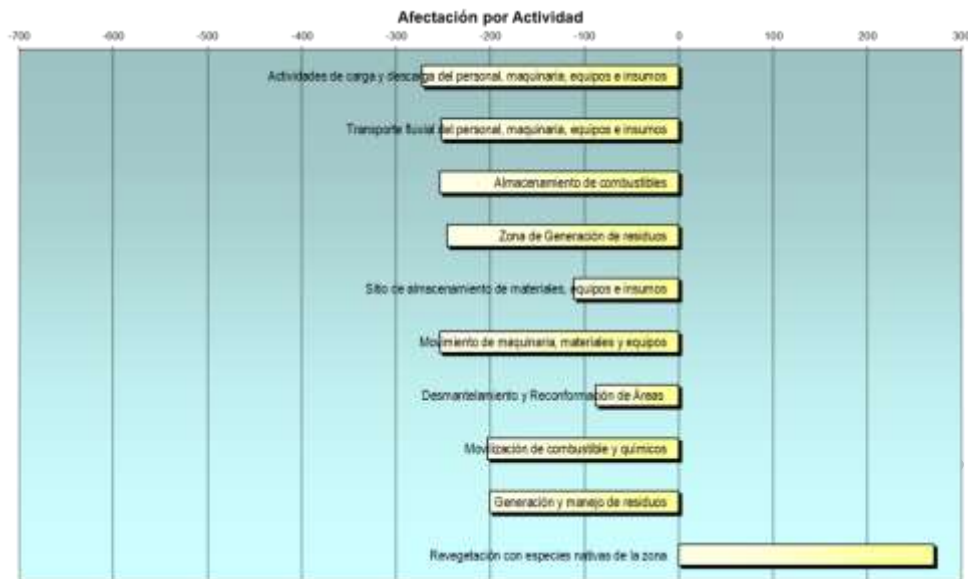 Afectación por Actividad
-700 -600 -500 -400 -300 -200 -100 0 100 200 300
Actividades de carga y descarga del personal, maquinaria, equipos e insumos
Transporte fluvial del personal, maquinaria, equipos e insumos
Almacenamiento de combustibles
Zona de Generación de residuos
Sitio de almacenamiento de materiales, equipos e insumos
Movimiento de maquinaria, materiales y equipos
Desmantelamiento y Reconformación de Áreas
Movilización de combustible y químicos
Generación y manejo de residuos
Revegetación con especies nativas de la zona